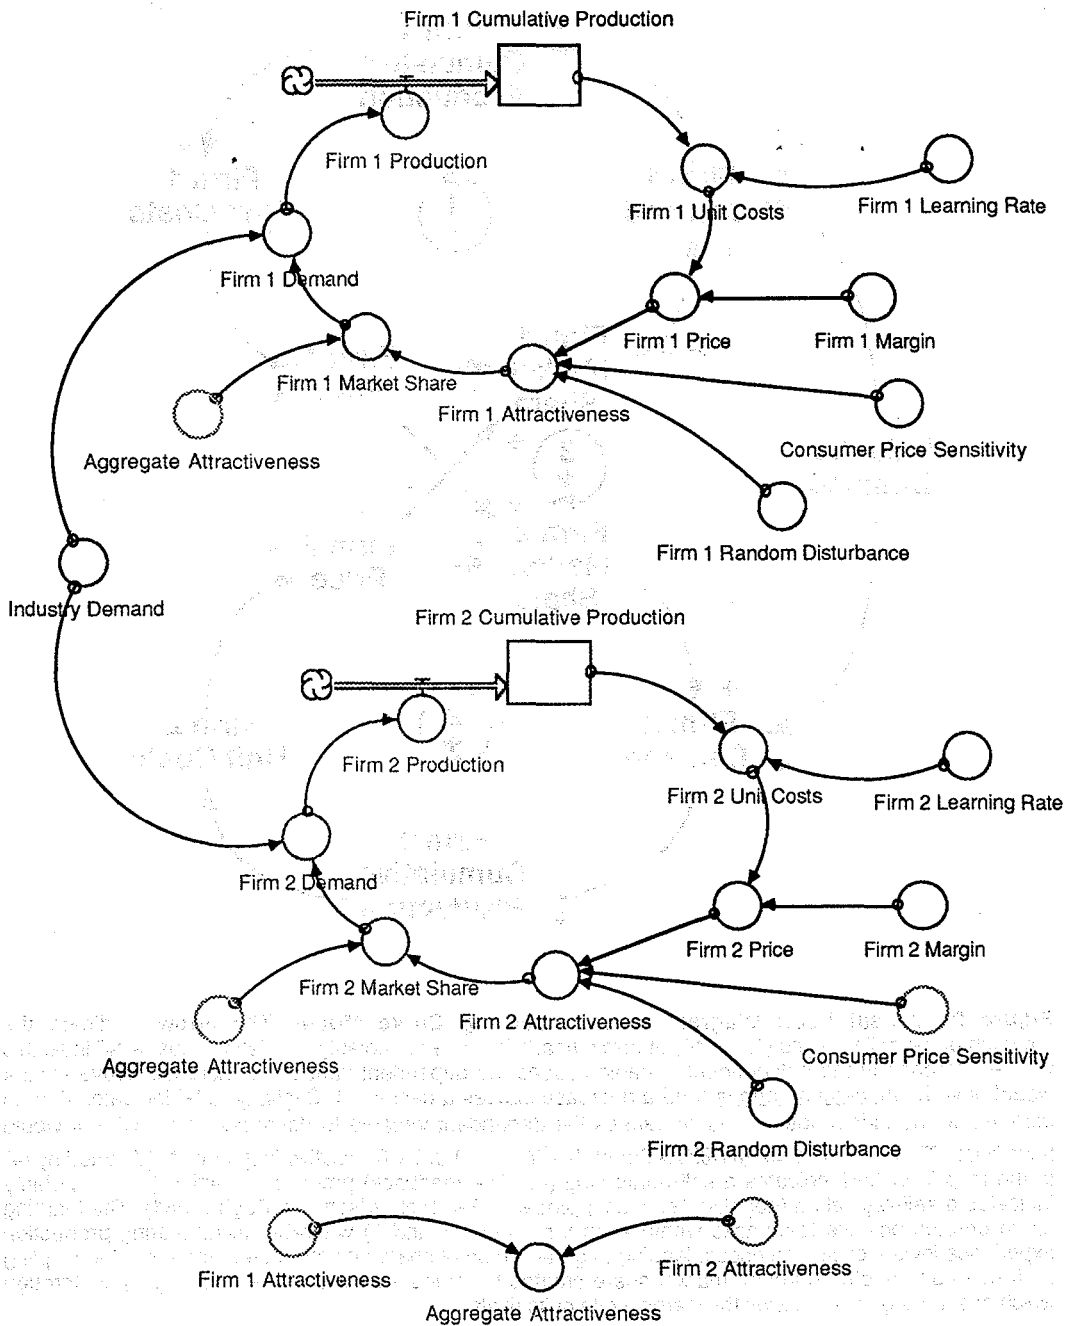 Firm 1 Cumulative Production
Firm 1 Production
Firm 1 Unit Costs
Firm 1 Learning Rate
Firm 1 Demand
Firm 1 Price
Firm 1 Margin
Firm 1 Market Share
Firm 1 Attractiveness
Consumer Price Sensitivity
Aggregate Attractiveness
Firm 1 Random Disturbance
Industry Demand
Firm 2 Cumulative Production
Firm 2 Production
Firm 2 Unit Costs
Firm 2 Learning Rate
Firm 2 Demand
Firm 2 Price
Firm 2 Margin
Firm 2 Market Share
Firm 2 Attractiveness
Consumer Price Sensitivity
Aggregate Attractiveness
Firm 2 Random Disturbance
Firm 1 Attractiveness
Firm 2 Attractiveness
Aggregate Attractiveness